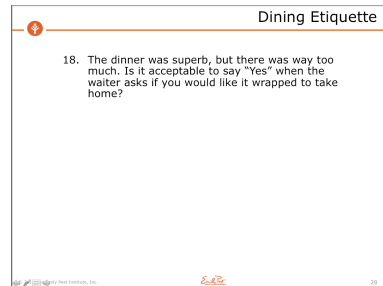 Dining Etiquette
18. The dinner was superb, but there was way too
much. Is it acceptable to say “Yes” when the
waiter asks if you would like it wrapped to take
home?
Post Institute, Inc.
28